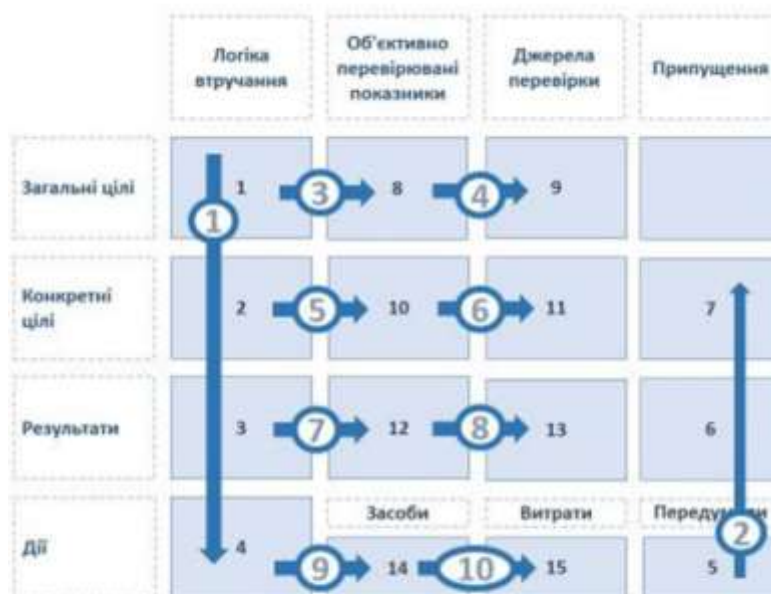 Логіка
втручання
Об'єктивно
перевірювані
показники
Джерела
перевірки
Припущення
Загальні цілі
1
1
3
8
4
9
Конкретні
цілі
2
5
10
6
11
7
Результати
3
7
12
8
13
6
Засоби
Витрати
Дії
4
9
14
10
15
2
5